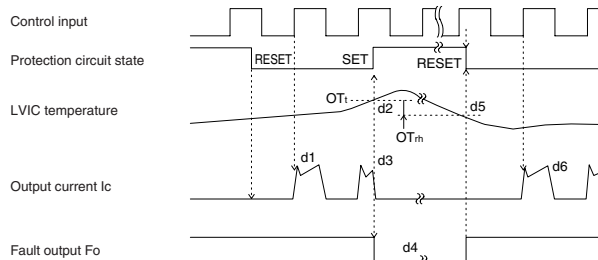 Control input
Protection circuit state
RESET
SET
RESET
LVIC temperature
OTt
d2
d5
OTrh
Output current Ic
d1
d3
d6
Fault output Fo
d4